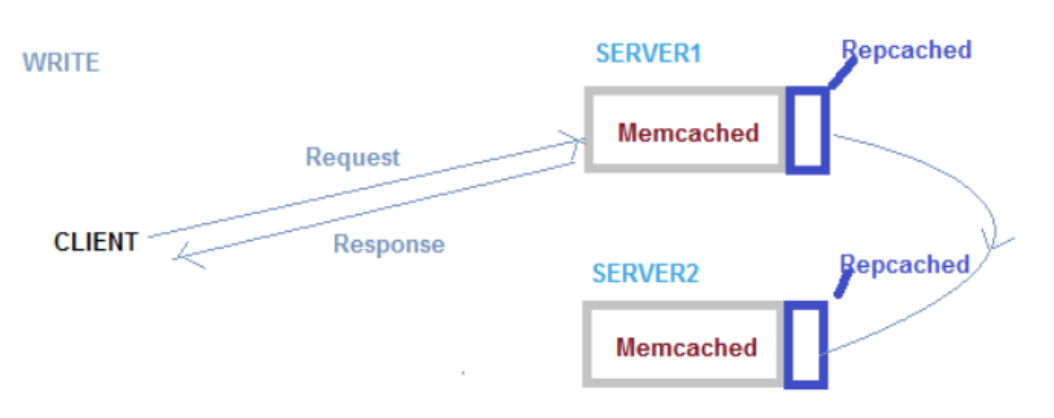 WRITE
SERVER1
Repcached
Memcached
Request
CLIENT
Response
SERVER2
Repcached
Memcached